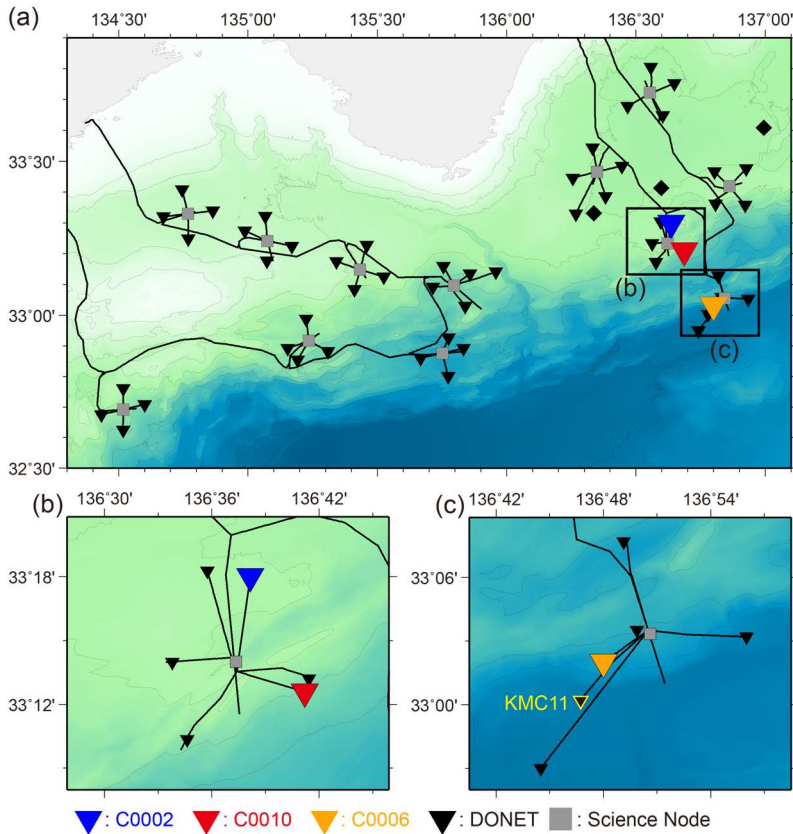 (a)
134˚30' 135˚00' 135˚30' 136˚00' 136˚30' 137˚00'
33˚30'
33˚00'
32˚30'
(b)
(c)
(b)
136˚30' 136˚36' 136˚42'
33˚18'
33˚12'
(c)
136˚42' 136˚48' 136˚54'
33˚06'
33˚00'
KMC11
: C0002 : C0010 : C0006 : DONET : Science Node